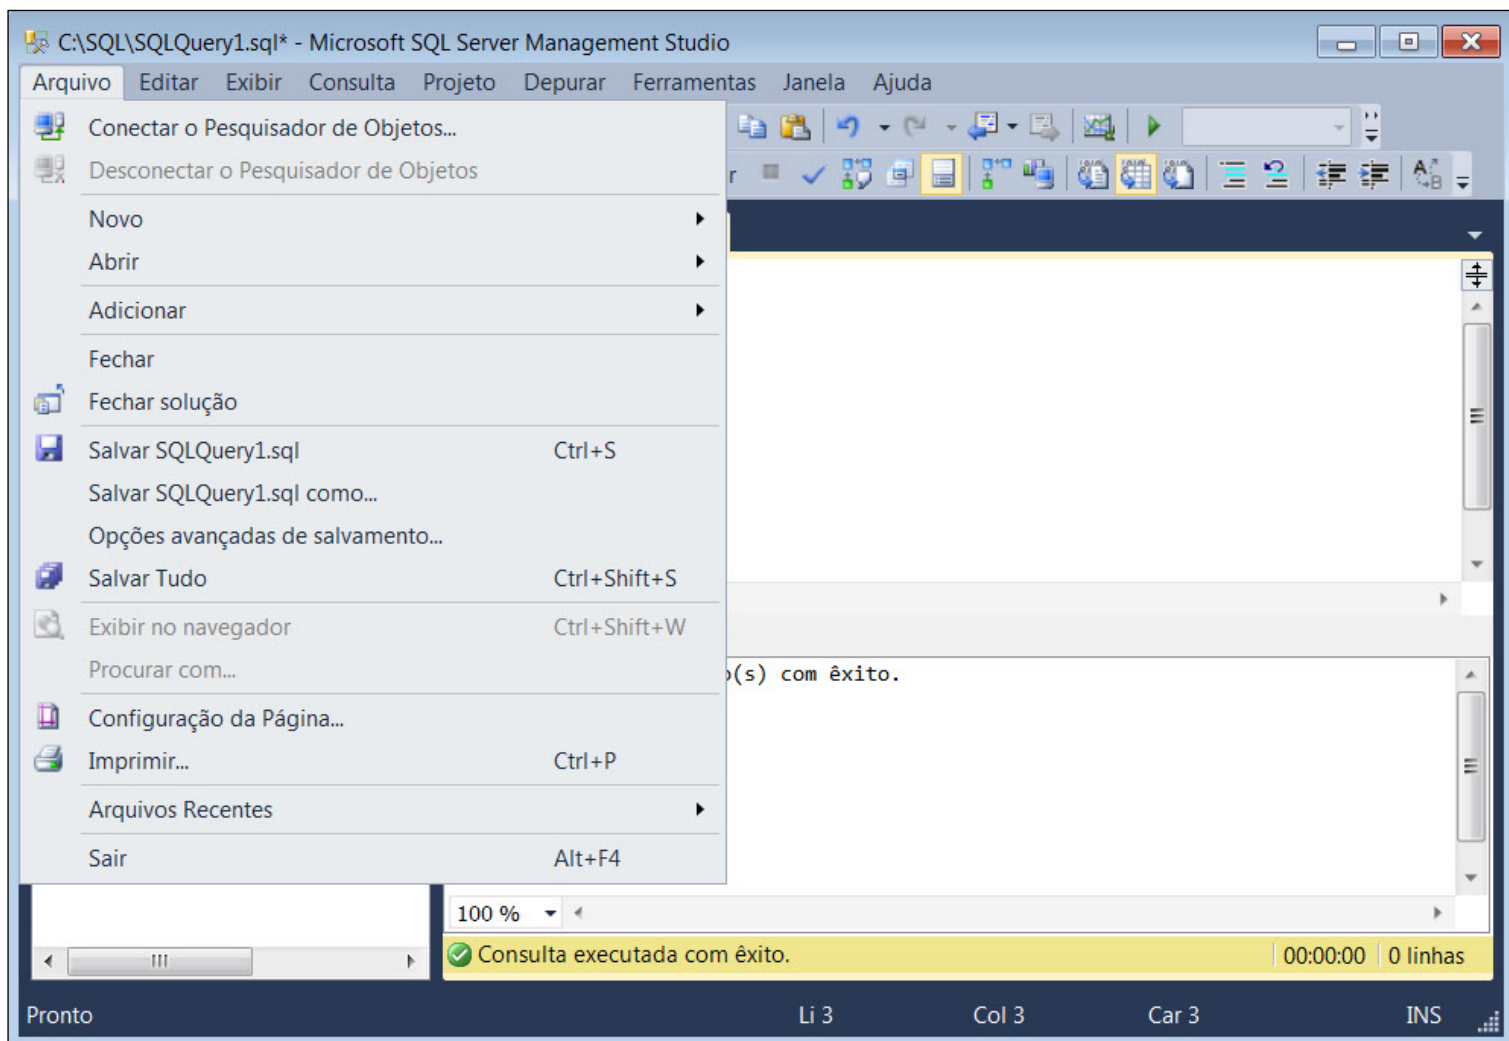 C:\SQL\SQLQuery1.sql* - Microsoft SQL Server Management Studio
Arquivo Editar Exibir Consulta Projeto Depurar Ferramentas Janela Ajuda
Conectar o Pesquisador de Objetos...
Desconectar o Pesquisador de Objetos
Novo
Abrir
Adicionar
Fechar
Fechar solução
Salvar SQLQuery1.sql Ctrl+S
Salvar SQLQuery1.sql como...
Opções avançadas de salvamento...
Salvar Tudo Ctrl+Shift+S
Exibir no navegador Ctrl+Shift+W
Procurar com...
(s) com êxito.
Configuração da Página...
Imprimir... Ctrl+P
Arquivos Recentes
Sair Alt+F4
100 %
Consulta executada com êxito. 00:00:00 0 linhas
Pronto Li 3 Col 3 Car 3 INS